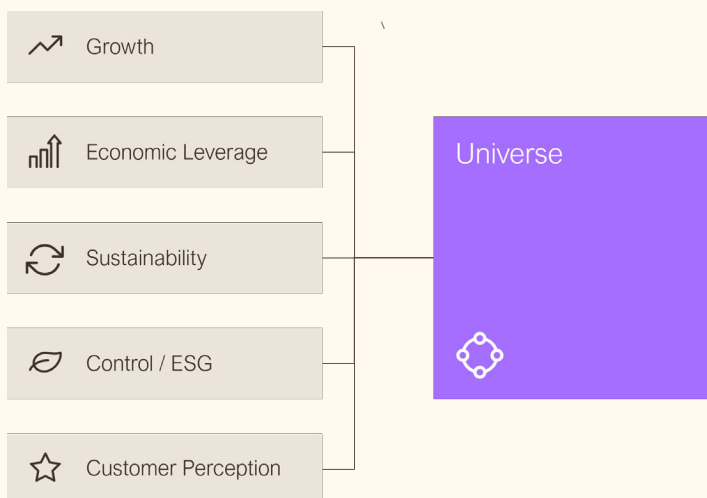 Growth
\
Economic Leverage
Universe
Sustainability
Control / ESG
Customer Perception